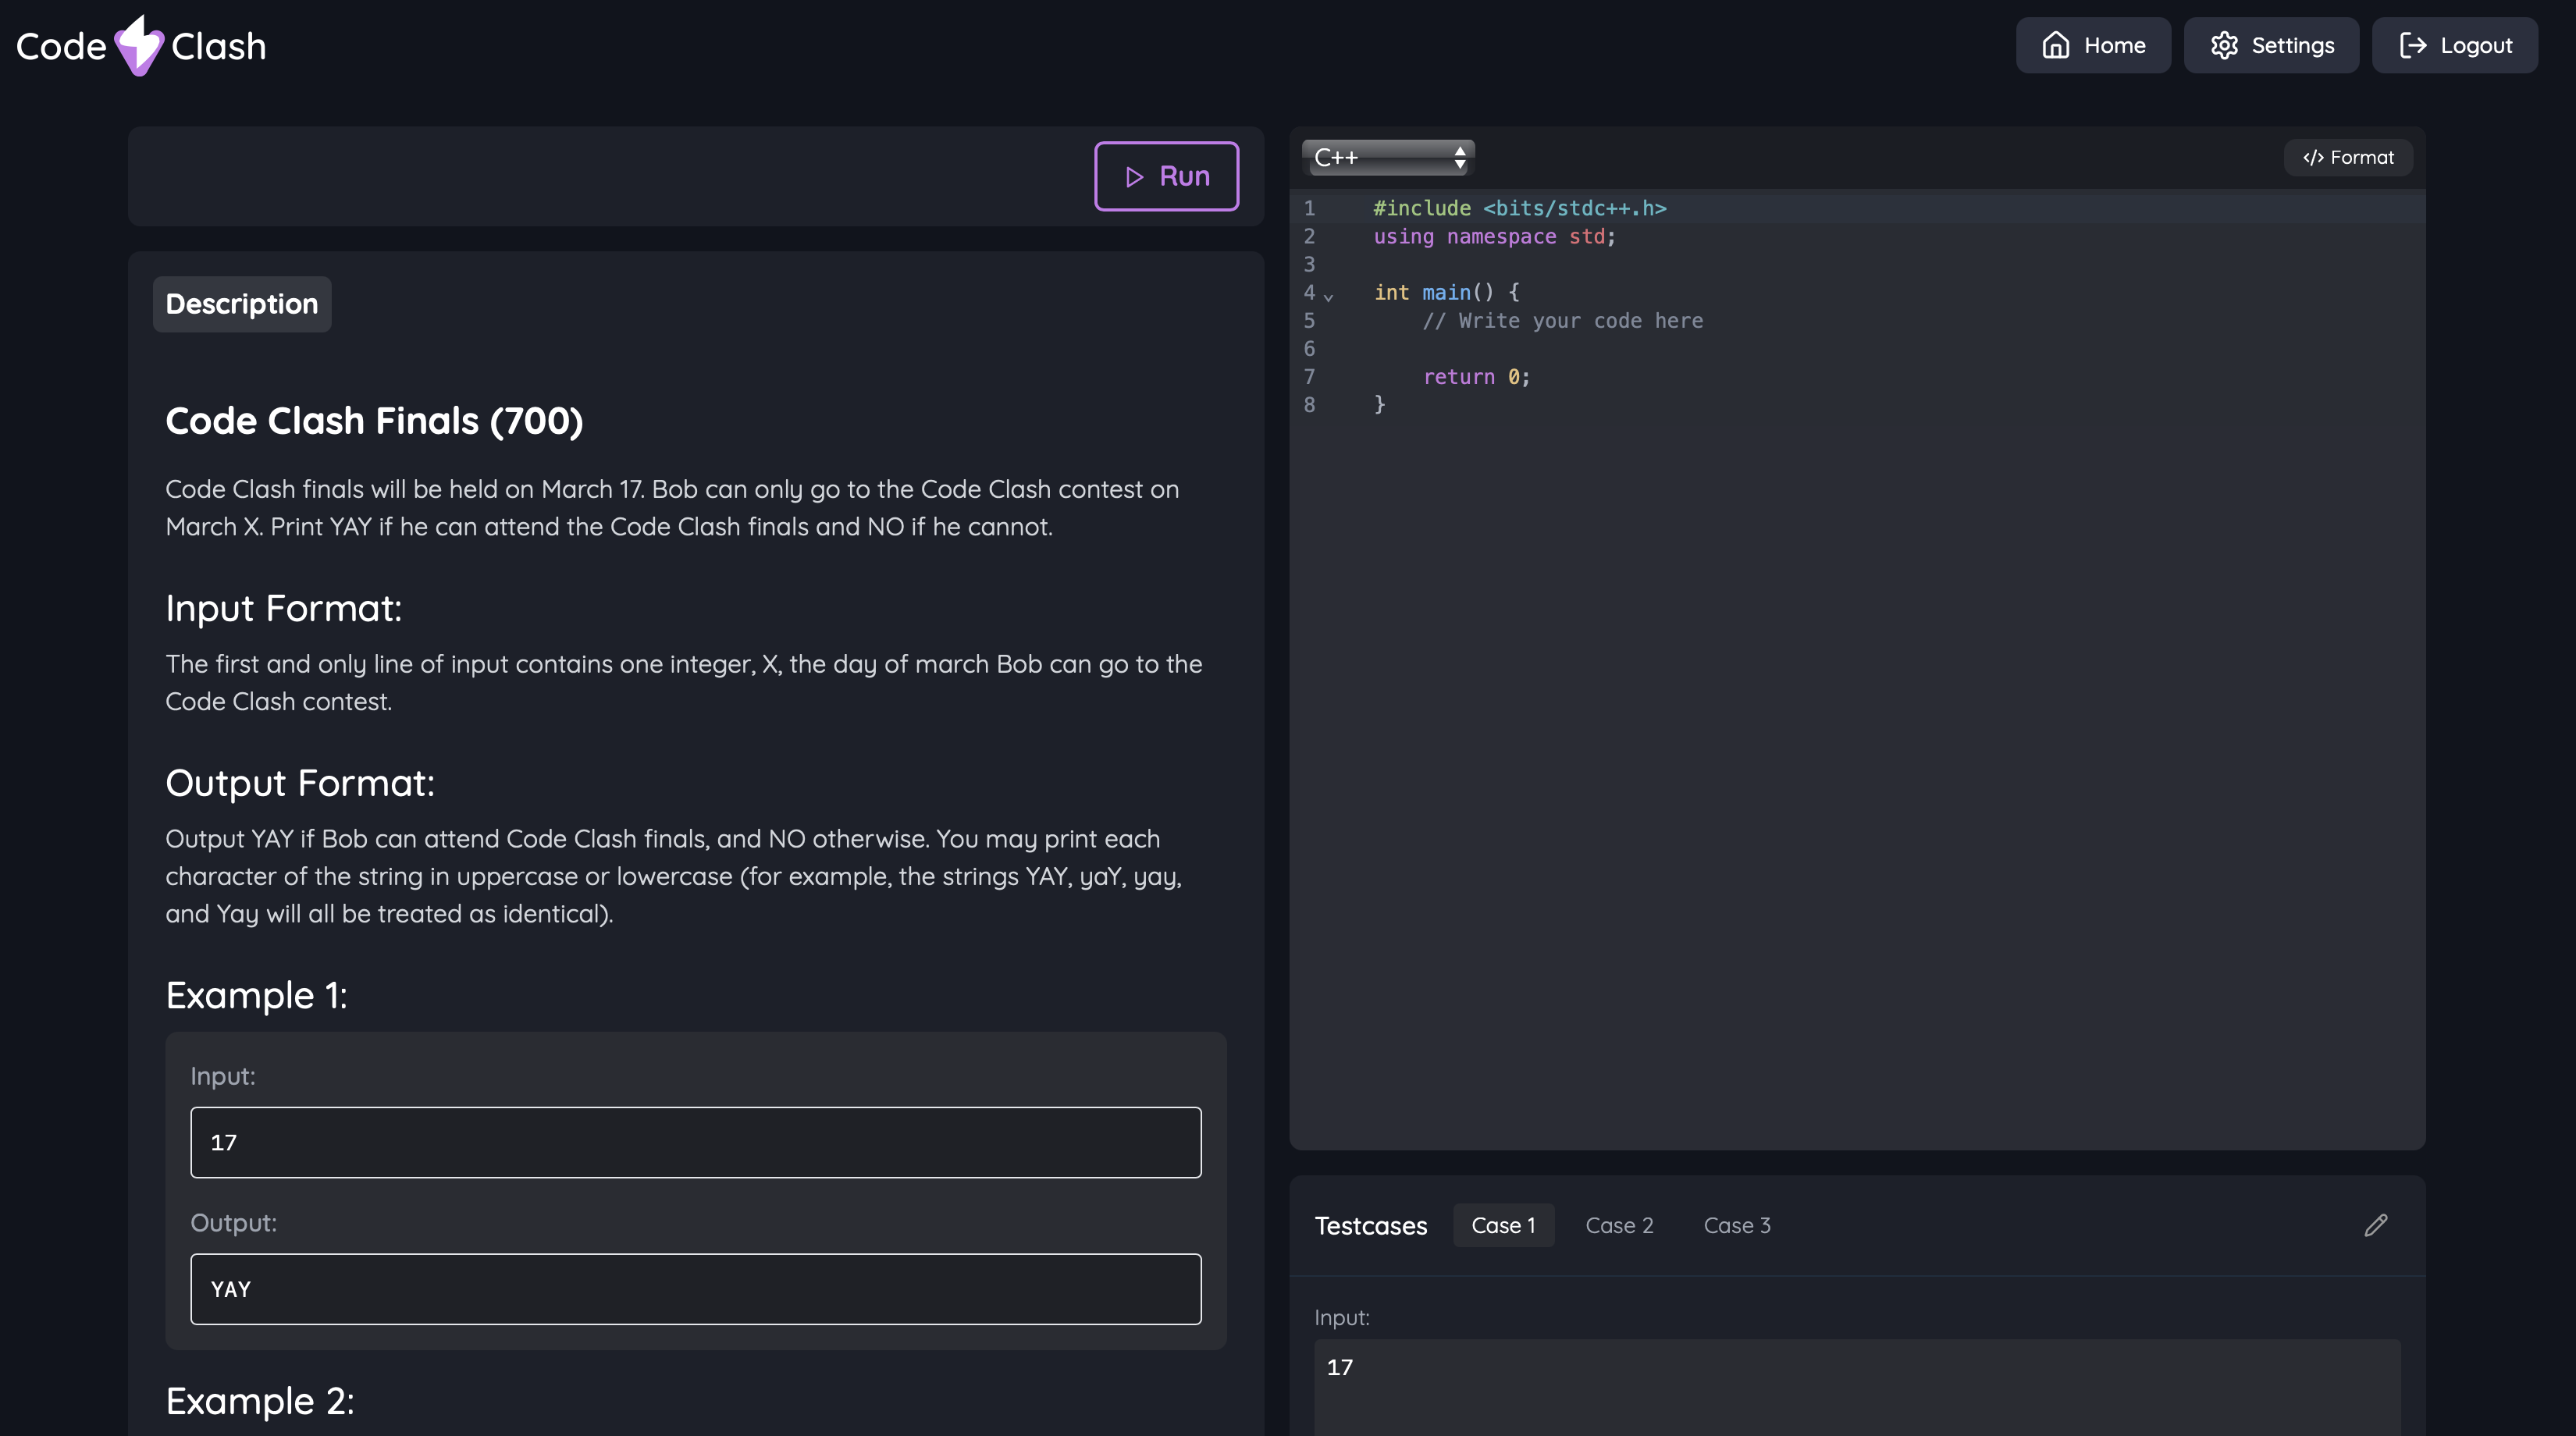 Code Clash
Home
Settings
Logout
Run
Description
Code Clash Finals (700)
Code Clash finals will be held on March 17. Bob can only go to the Code Clash contest on
March X. Print YAY if he can attend the Code Clash finals and NO if he cannot.
Input Format:
The first and only line of input contains one integer, X, the day of march Bob can go to the
Code Clash contest.
Output Format:
Output YAY if Bob can attend Code Clash finals, and NO otherwise. You may print each
character of the string in uppercase or lowercase (for example, the strings YAY, yaY, yay,
and Yay will all be treated as identical).
Example 1:
Input:
17
Output:
YAY
Example 2:
C++
</> Format
1 #include <bits/stdc++.h>
2 using namespace std;
3
4 int main() {
5     // Write your code here
6
7     return 0;
8 }
Testcases
Case 1
Case 2
Case 3
Input:
17